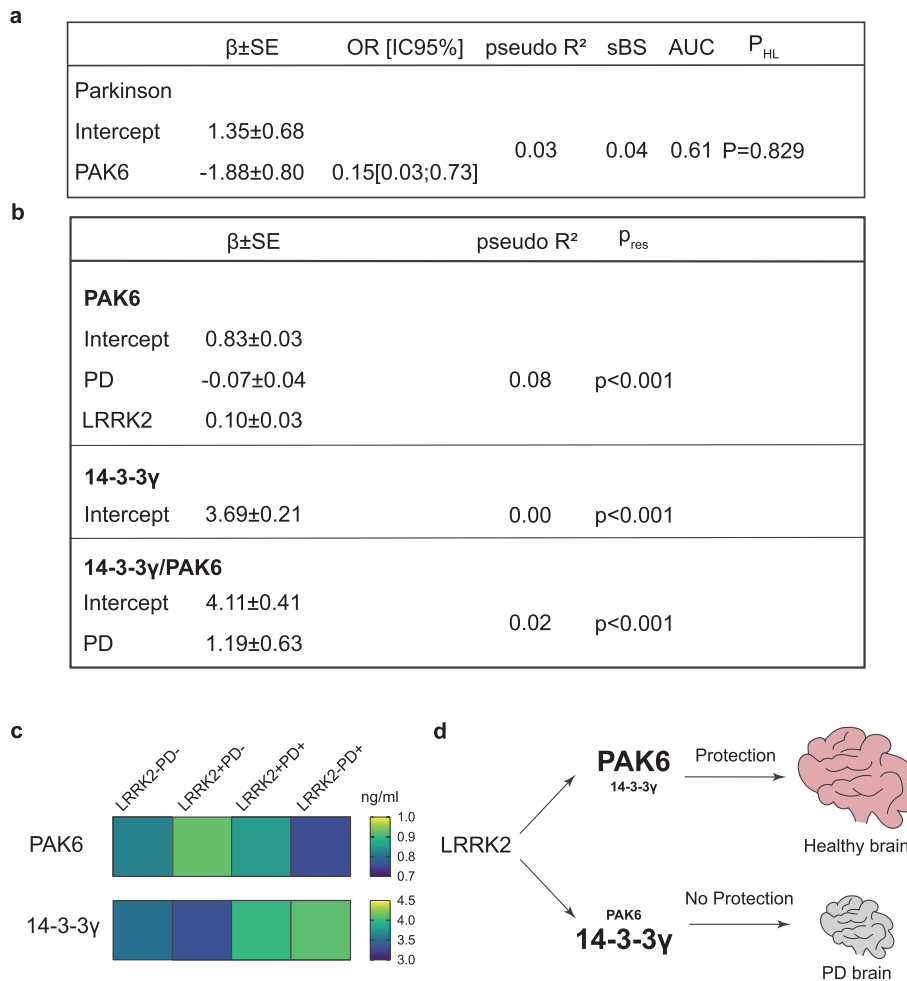 a
β±SE OR [IC95%] pseudo R² sBS AUC P_HL
Parkinson
Intercept 1.35±0.68
PAK6 -1.88±0.80 0.15[0.03;0.73]
0.03 0.04 0.61 P=0.829
b
β±SE pseudo R² p_res
PAK6
Intercept 0.83±0.03
PD -0.07±0.04 0.08 p<0.001
LRRK2 0.10±0.03
14-3-3γ
Intercept 3.69±0.21 0.00 p<0.001
14-3-3γ/PAK6
Intercept 4.11±0.41
0.02 p<0.001
PD 1.19±0.63
c
LRRK2-PD-
LRRK2+PD-
LRRK2+PD+
LRRK2-PD+
ng/ml
PAK6
1.0
0.9
0.8
0.7
14-3-3γ
4.5
4.0
3.5
3.0
d
LRRK2
PAK6
14-3-3γ
Protection
Healthy brain
PAK6
14-3-3γ
No Protection
PD brain